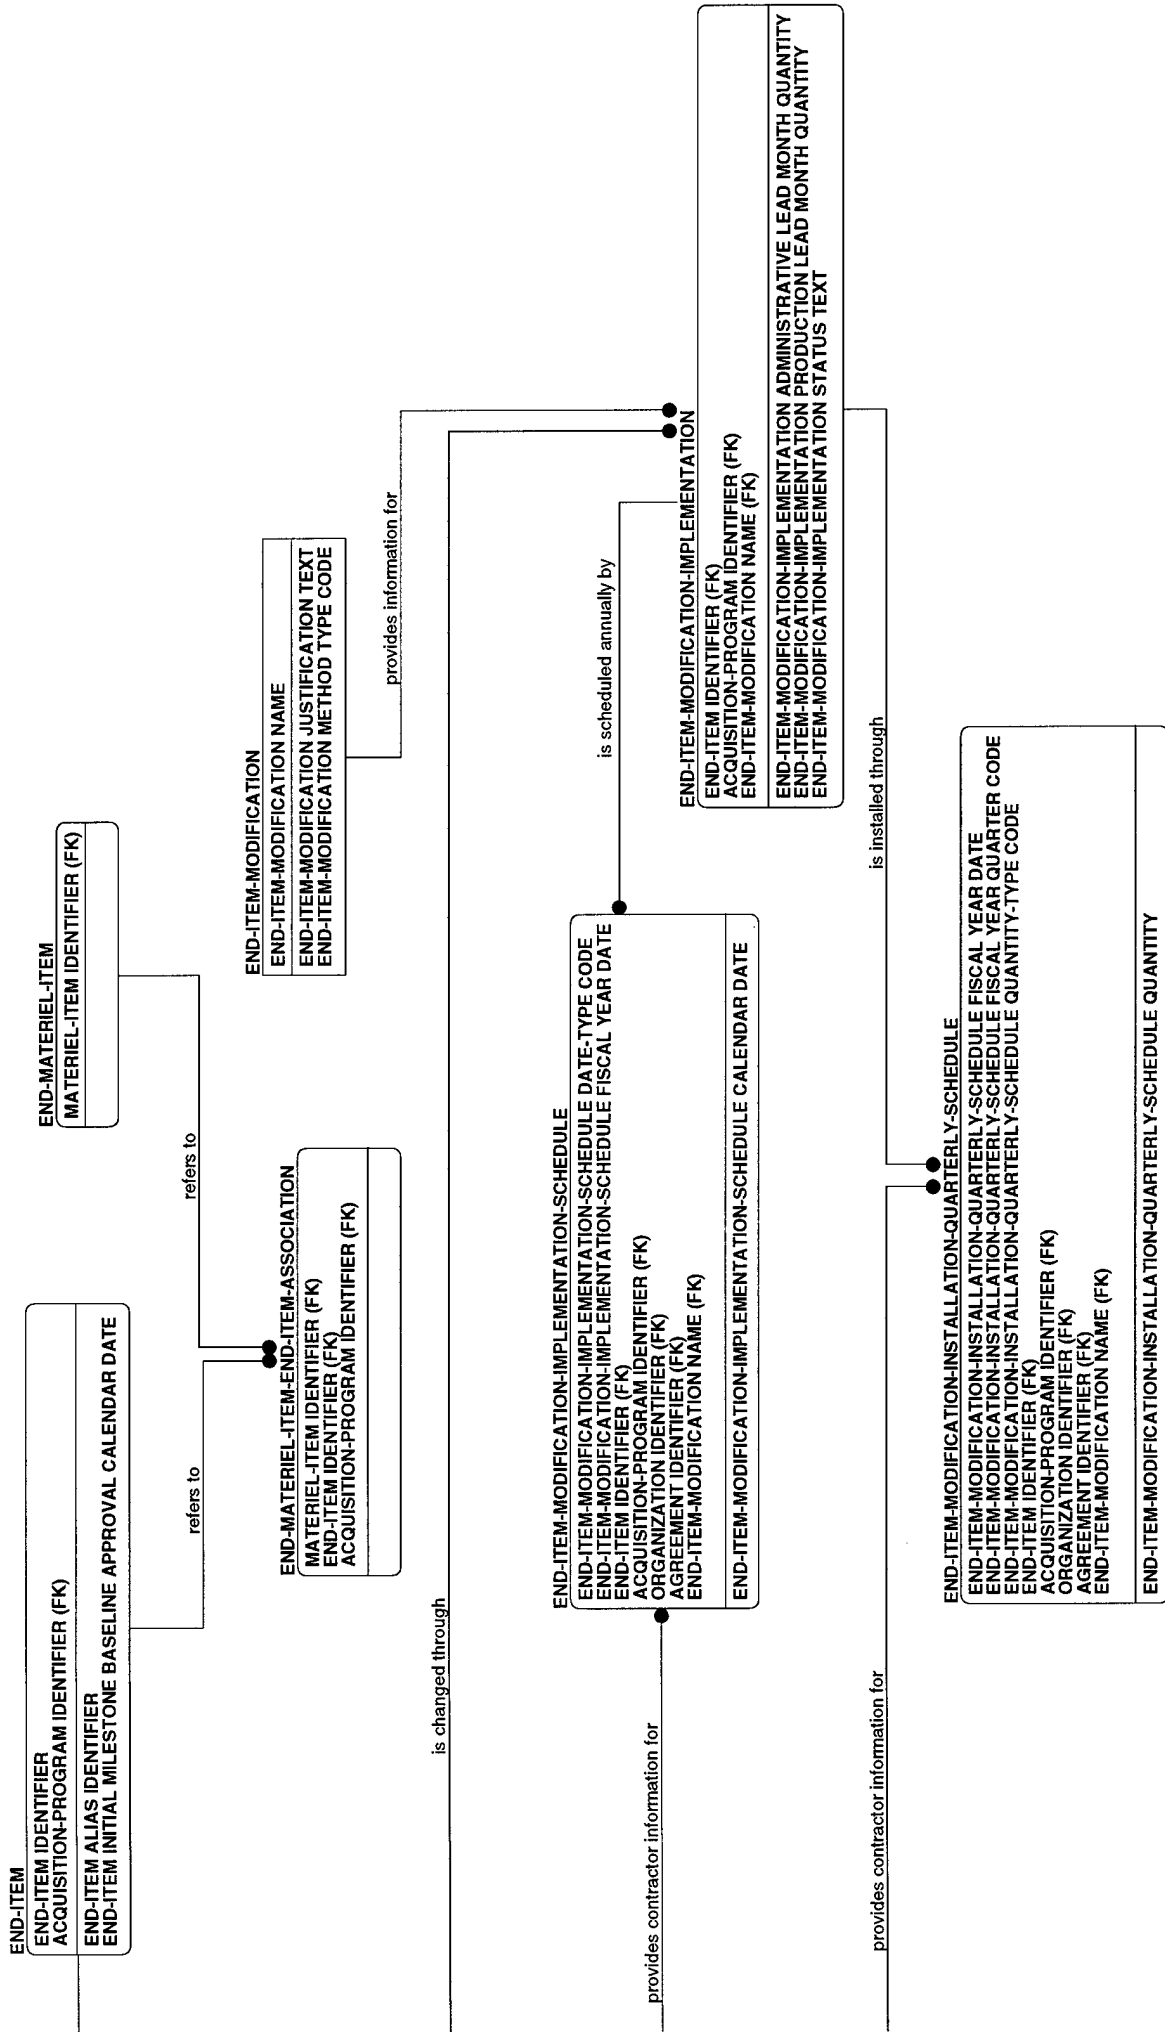 END-ITEM
END-ITEM IDENTIFIER
ACQUISITION-PROGRAM IDENTIFIER (FK)
END-ITEM ALIAS IDENTIFIER
END-ITEM INITIAL MILESTONE BASELINE APPROVAL CALENDAR DATE
refers to
END-MATERIEL-ITEM
MATERIEL-ITEM IDENTIFIER (FK)
refers to
END-MATERIEL-ITEM-END-ITEM-ASSOCIATION
MATERIEL-ITEM IDENTIFIER (FK)
END-ITEM IDENTIFIER (FK)
ACQUISITION-PROGRAM IDENTIFIER (FK)
END-ITEM-MODIFICATION
END-ITEM-MODIFICATION NAME
END-ITEM-MODIFICATION JUSTIFICATION TEXT
END-ITEM-MODIFICATION METHOD TYPE CODE
provides information for
is changed through
END-ITEM-MODIFICATION-IMPLEMENTATION-SCHEDULE
END-ITEM-MODIFICATION-IMPLEMENTATION-SCHEDULE DATE-TYPE CODE
END-ITEM-MODIFICATION-IMPLEMENTATION-SCHEDULE FISCAL YEAR DATE
END-ITEM IDENTIFIER (FK)
ACQUISITION-PROGRAM IDENTIFIER (FK)
ORGANIZATION IDENTIFIER (FK)
AGREEMENT IDENTIFIER (FK)
END-ITEM-MODIFICATION NAME (FK)
END-ITEM-MODIFICATION-IMPLEMENTATION-SCHEDULE CALENDAR DATE
is scheduled annually by
provides contractor information for
END-ITEM-MODIFICATION-IMPLEMENTATION
END-ITEM IDENTIFIER (FK)
ACQUISITION-PROGRAM IDENTIFIER (FK)
END-ITEM-MODIFICATION NAME (FK)
END-ITEM-MODIFICATION-IMPLEMENTATION ADMINISTRATIVE LEAD MONTH QUANTITY
END-ITEM-MODIFICATION-IMPLEMENTATION PRODUCTION LEAD MONTH QUANTITY
END-ITEM-MODIFICATION-IMPLEMENTATION STATUS TEXT
provides contractor information for
is installed through
END-ITEM-MODIFICATION-INSTALLATION-QUARTERLY-SCHEDULE
END-ITEM-MODIFICATION-INSTALLATION-QUARTERLY-SCHEDULE FISCAL YEAR DATE
END-ITEM-MODIFICATION-INSTALLATION-QUARTERLY-SCHEDULE FISCAL YEAR QUARTER CODE
END-ITEM-MODIFICATION-INSTALLATION-QUARTERLY-SCHEDULE QUANTITY-TYPE CODE
END-ITEM IDENTIFIER (FK)
ACQUISITION-PROGRAM IDENTIFIER (FK)
ORGANIZATION IDENTIFIER (FK)
AGREEMENT IDENTIFIER (FK)
END-ITEM-MODIFICATION NAME (FK)
END-ITEM-MODIFICATION-INSTALLATION-QUARTERLY-SCHEDULE QUANTITY